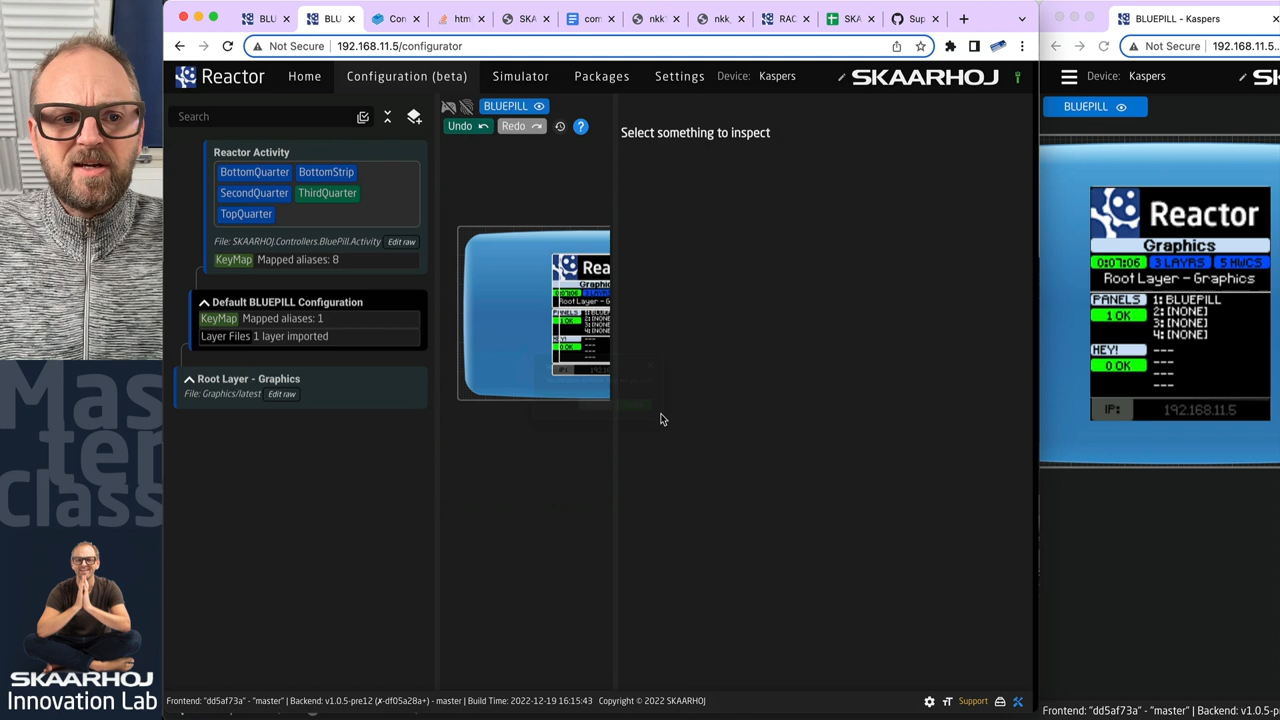 BLU
BLU
Con
htm
SKA
con
nkk
nkk
RAC
SKA
Sup
BLUEPILL - Kaspers
Not Secure
192.168.11.5/configurator
Not Secure
192.168.11.5...
Reactor
Home
Configuration (beta)
Simulator
Packages
Settings
Device: Kaspers
SKAARHOJ
Device: Kaspers
Search
BLUEPILL
Undo
Redo
?
Select something to inspect
BLUEPILL
Reactor Activity
BottomQuarter
BottomStrip
SecondQuarter
ThirdQuarter
TopQuarter
File: SKAARHOJ.Controllers.BluePill.Activity
Edit raw
KeyMap Mapped aliases: 8
Default BLUEPILL Configuration
KeyMap Mapped aliases: 1
Layer Files 1 layer imported
Root Layer - Graphics
File: Graphics/latest
Edit raw
Reactor
Graphics
0:07:06
3 LAYRS
5 HWCS
Root Layer - Graphics
PANELS
1 OK
1: BLUEPILL
2: [NONE]
3: [NONE]
4: [NONE]
HEY!
0 OK
---
---
---
---
IP:
192.168.11.5
Master
Class
SKAARHOJ
Innovation Lab
Frontend: "dd5af73a" - "master" | Backend: v1.0.5-pre12 (X-df05a28a+) - master | Build Time: 2022-12-19 16:15:43 Copyright © 2022 SKAARHOJ
Support
Frontend: "dd5af73a" - "master" | Backend: v1.0.5-p